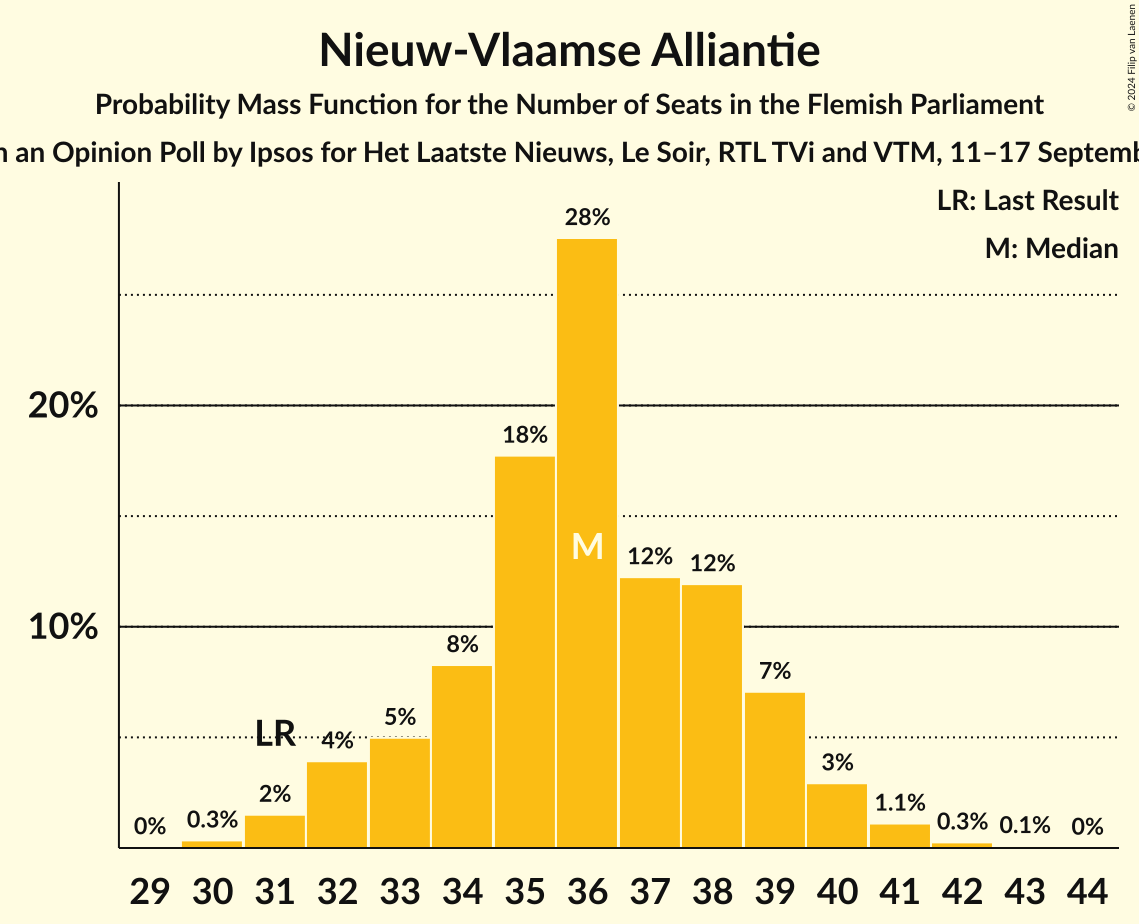 Nieuw-Vlaamse Alliantie
Probability Mass Function for the Number of Seats in the Flemish Parliament
an Opinion Poll by Ipsos for Het Laatste Nieuws, Le Soir, RTL TVi and VTM, 11–17
© 2024 Filip van Laenen
LR: Last Result
M: Median
28%
20%
18%
M
12%
12%
10%
8%
7%
5%
LR
4%
3%
2%
1.1%
0%
0.3%
0.3%
0.1%
0%
29 30 31 32 33 34 35 36 37 38 39 40 41 42 43 44